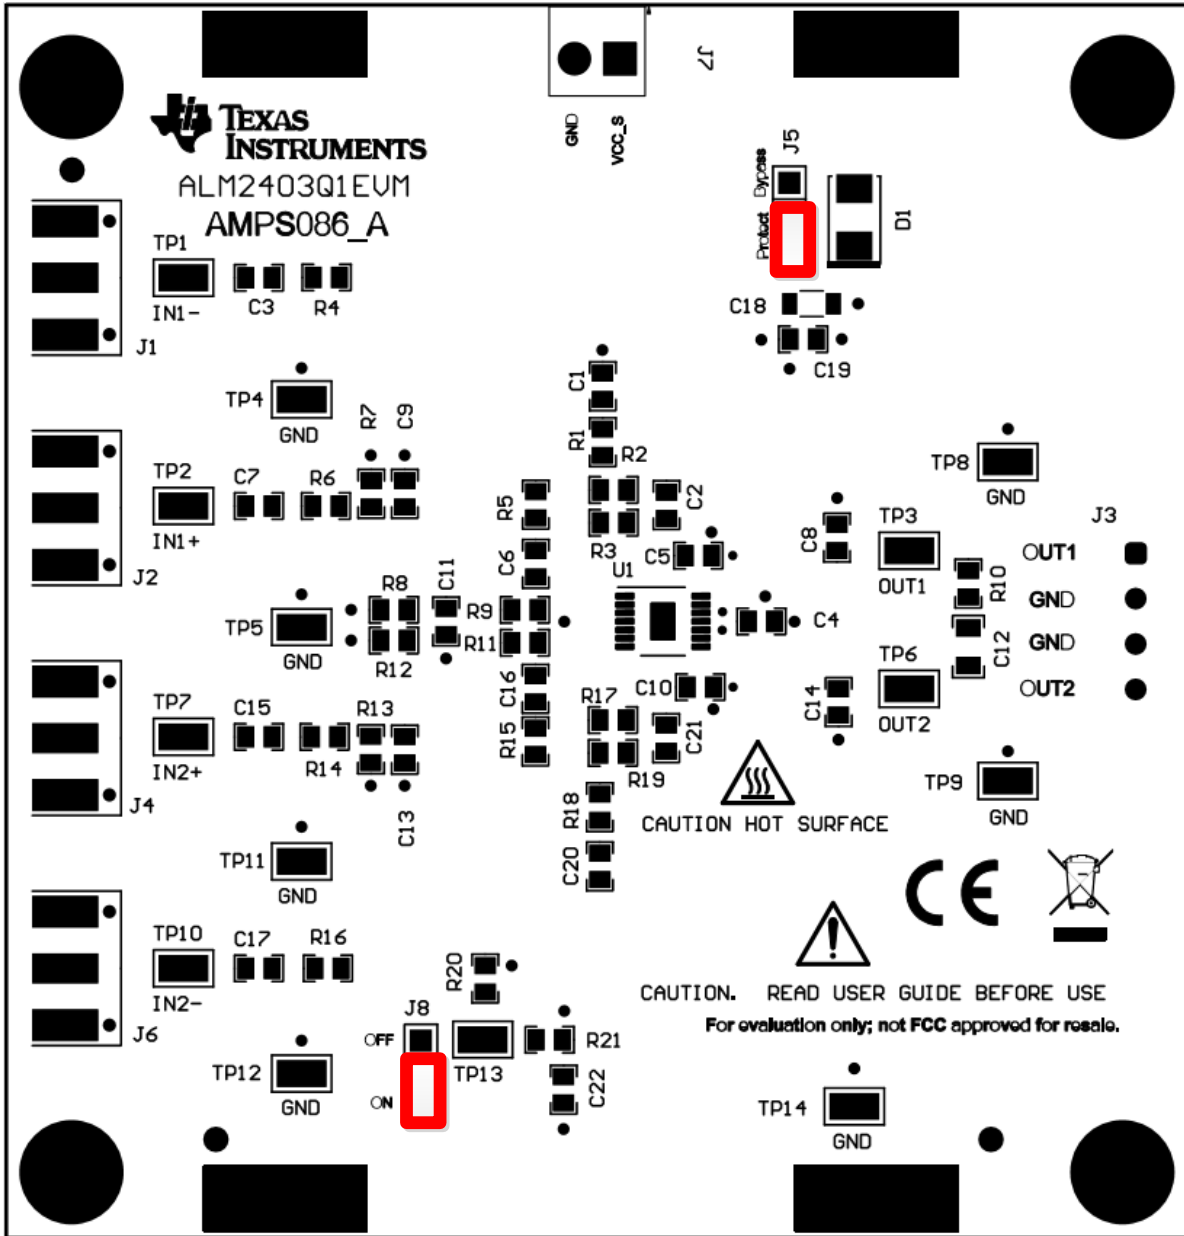 J7
GND
VCC_S
TEXAS
INSTRUMENTS
ALM2403Q1EVM
AMPS086_A
J5
Bypass
Protect
D1
TP1
IN1-
C3
R4
J1
C18
C19
TP4
GND
R7
C9
C1
R1
R2
TP2
IN1+
C7
R6
R5
C2
R3
C5
C6
U1
J2
TP8
GND
C8
TP3
OUT1
J3
OUT1
GND
GND
OUT2
R10
C12
TP5
GND
R8
R12
C11
R9
R11
C4
TP6
OUT2
C16
C10
C14
R15
R17
C21
R19
TP7
IN2+
C15
R14
R13
C13
J4
TP9
GND
R18
C20
CAUTION HOT SURFACE
TP11
GND
CE
TP10
IN2-
C17
R16
J6
R20
CAUTION. READ USER GUIDE BEFORE USE
For evaluation only; not FCC approved for resale.
J8
OFF
ON
TP13
R21
C22
TP12
GND
TP14
GND